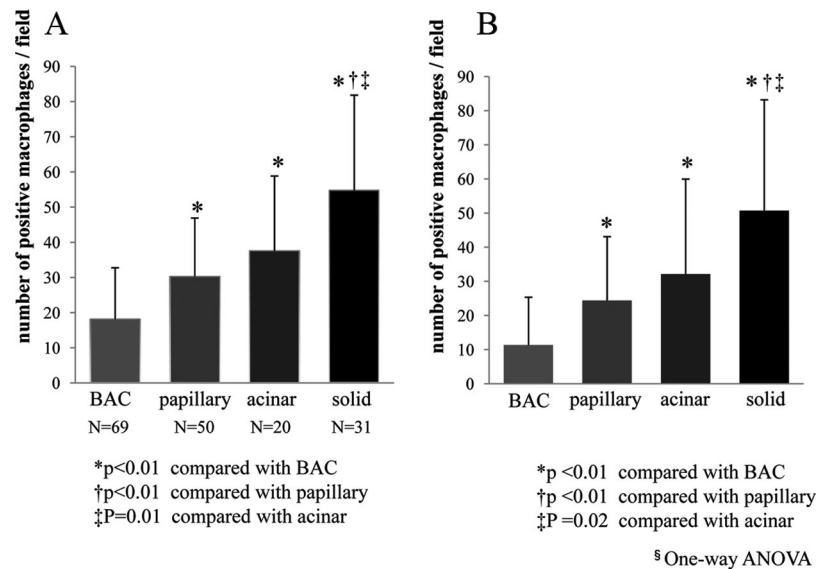 A
number of positive macrophages / field
90
80
70
60
50
40
30
20
10
0
*
*
*†‡
BAC papillary acinar solid
N=69 N=50 N=20 N=31
*p<0.01 compared with BAC
†p<0.01 compared with papillary
‡P=0.01 compared with acinar
B
number of positive macrophages / field
90
80
70
60
50
40
30
20
10
0
*
*
*†‡
BAC papillary acinar solid
*p <0.01 compared with BAC
†p <0.01 compared with papillary
‡P =0.02 compared with acinar
§ One-way ANOVA